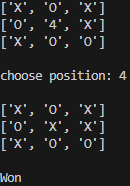 ['X', 'O', 'X']
['O', '4', 'X']
['X', 'O', 'O']
choose position: 4
['X', 'O', 'X']
['O', 'X', 'X']
['X', 'O', 'O']
Won